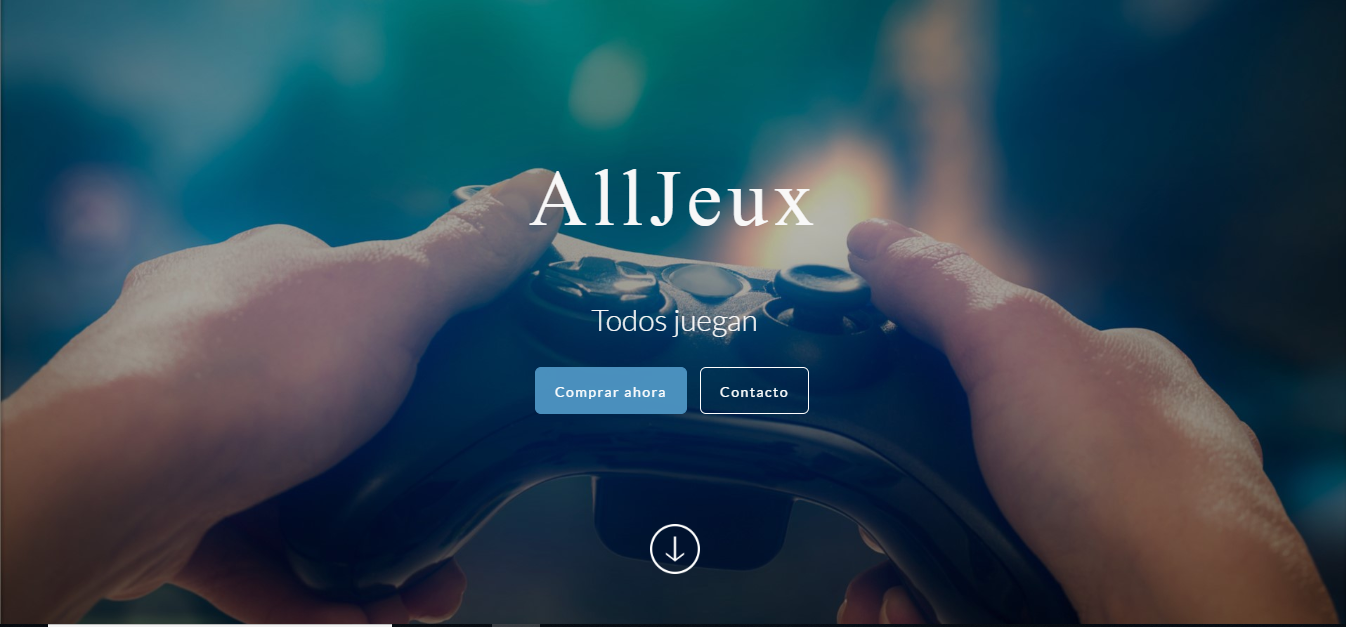 AllJeux
Todos juegan
Comprar ahora
Contacto